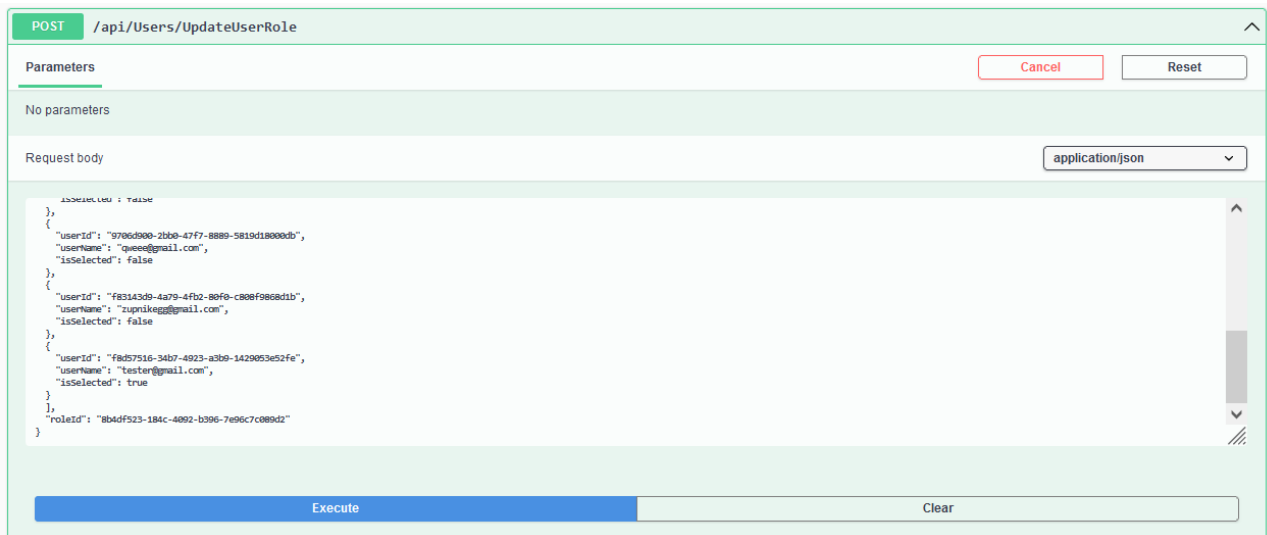 POST /api/Users/UpdateUserRole
Parameters
Cancel
Reset
No parameters
Request body
application/json
"isSelected": false
},
{
"userId": "9706d900-2bb0-47f7-8889-5819d18000db",
"userName": "qweee@gmail.com",
"isSelected": false
},
{
"userId": "f83143d9-4a79-4fb2-80f0-c808f9868d1b",
"userName": "zupnikegg@gmail.com",
"isSelected": false
},
{
"userId": "f8d57516-34b7-4923-a3b9-1429053e52fe",
"userName": "tester@gmail.com",
"isSelected": true
}
],
"roleId": "8b4df523-184c-4092-b396-7e96c7c089d2"
}
Execute
Clear